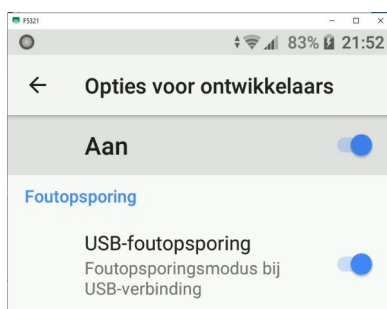 F5321
83% 21:52
Opties voor ontwikkelaars
Aan
Foutopsporing
USB-foutopsporing
Foutopsporingsmodus bij
USB-verbinding